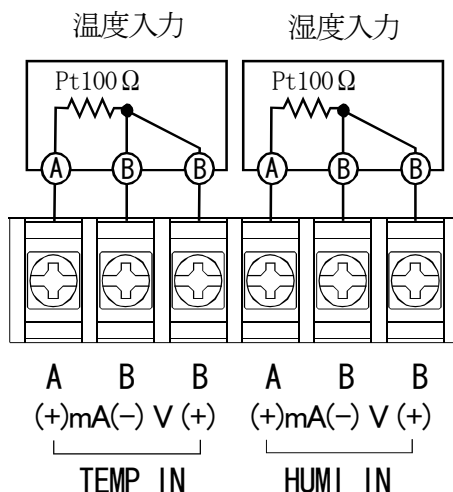 温度入力 湿度入力
Pt100Ω Pt100Ω
A B B A B B
A B B A B B
(+)mA(−) V (+) (+)mA(−) V (+)
TEMP IN HUMI IN